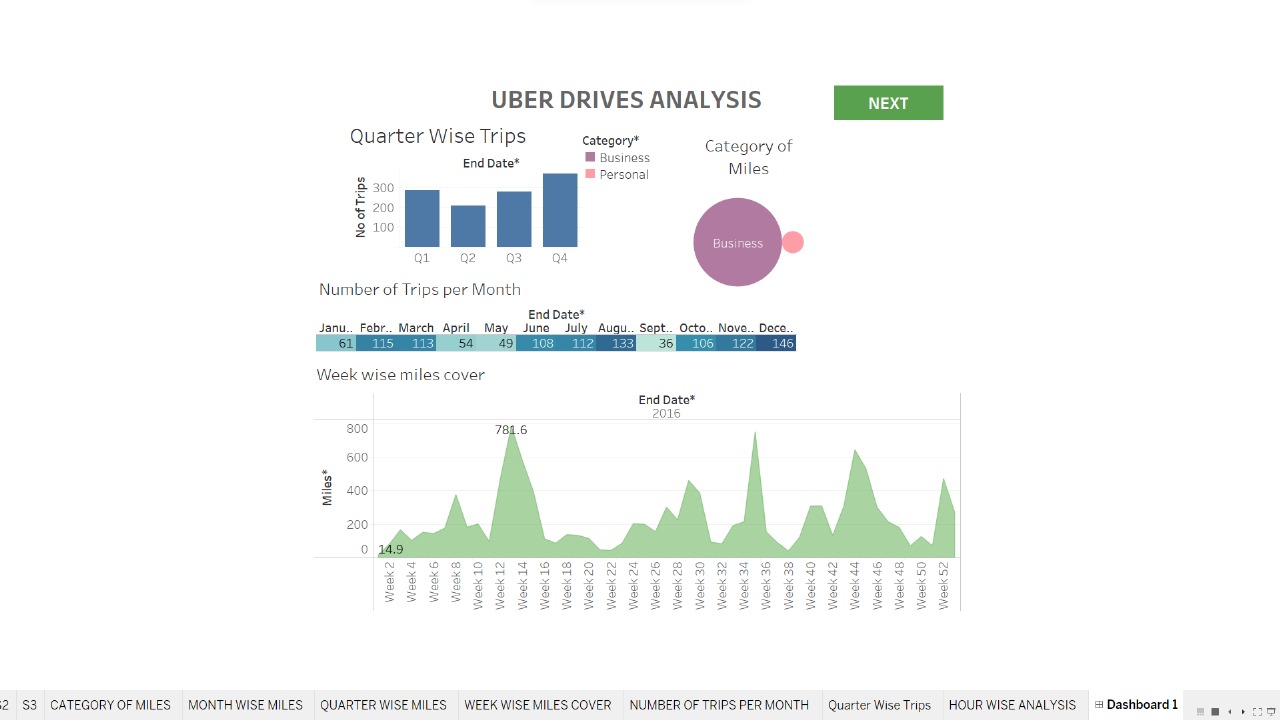 UBER DRIVES ANALYSIS
NEXT
Quarter Wise Trips
End Date*
No of Trips
300
200
100
Q1 Q2 Q3 Q4
Category*
Business
Personal
Category of
Miles
Business
Number of Trips per Month
End Date*
Janu.. Febr.. March April May June July Augu.. Sept.. Octo.. Nove.. Dece..
61 115 113 54 49 108 112 133 36 106 122 146
Week wise miles cover
End Date*
2016
Miles*
800
600
400
200
0
781.6
14.9
Week 2 Week 4 Week 6 Week 8 Week 10 Week 12 Week 14 Week 16 Week 18 Week 20 Week 22 Week 24 Week 26 Week 28 Week 30 Week 32 Week 34 Week 36 Week 38 Week 40 Week 42 Week 44 Week 46 Week 48 Week 50 Week 52
S2 S3 CATEGORY OF MILES MONTH WISE MILES QUARTER WISE MILES WEEK WISE MILES COVER NUMBER OF TRIPS PER MONTH Quarter Wise Trips HOUR WISE ANALYSIS Dashboard 1